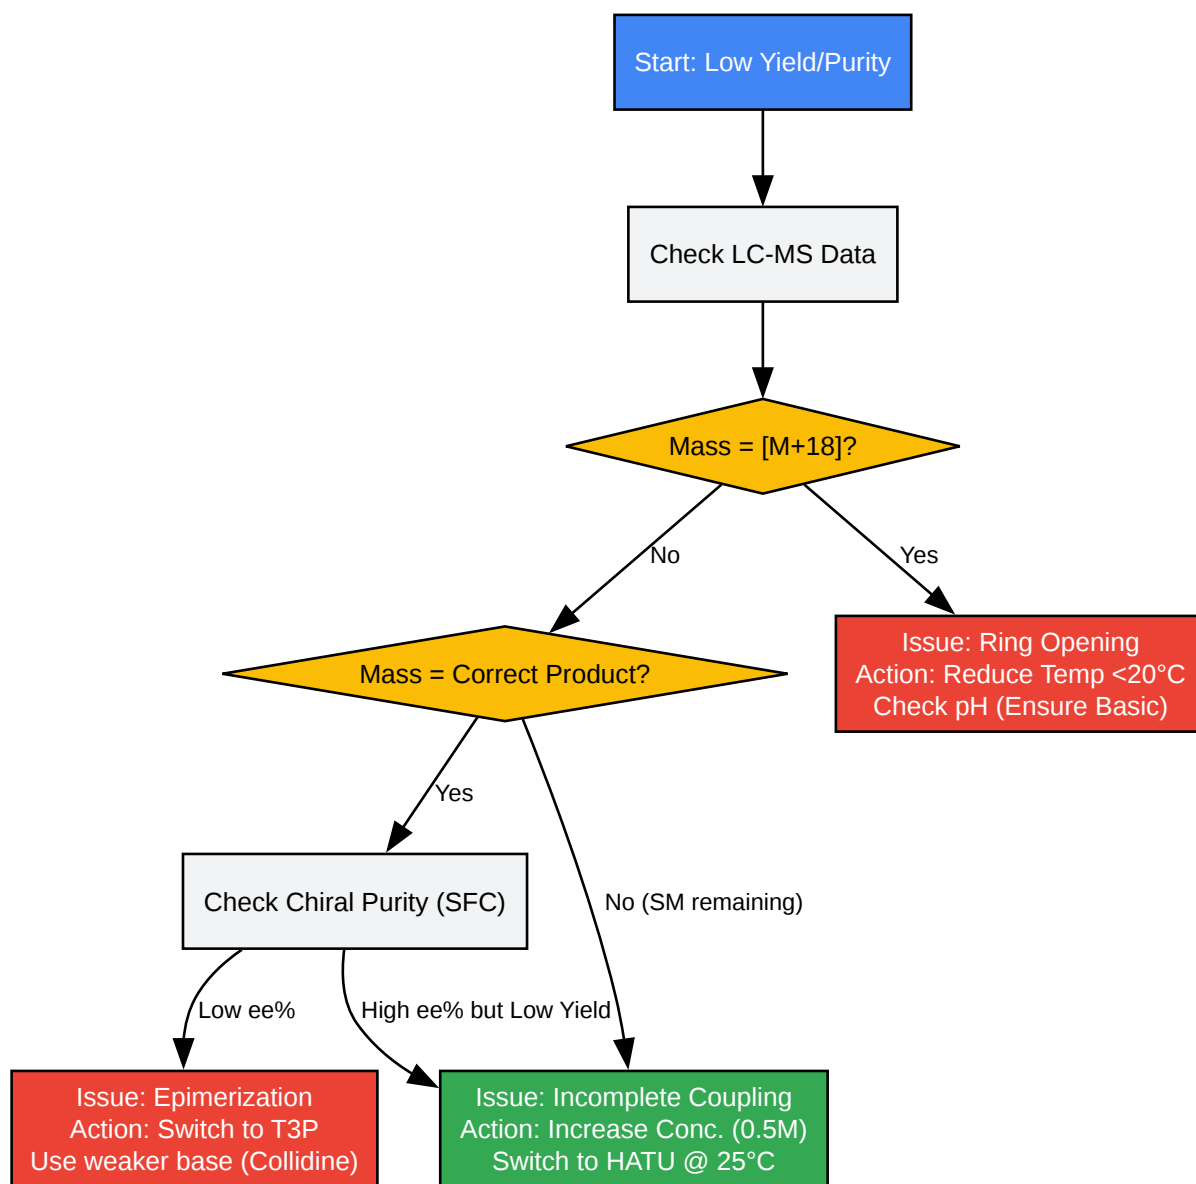 Start: Low Yield/Purity
Check LC-MS Data
Mass = [M+18]?
No
Yes
Issue: Ring Opening
Action: Reduce Temp <20°C
Check pH (Ensure Basic)
Mass = Correct Product?
Yes
No (SM remaining)
Check Chiral Purity (SFC)
Low ee%
High ee% but Low Yield
Issue: Epimerization
Action: Switch to T3P
Use weaker base (Collidine)
Issue: Incomplete Coupling
Action: Increase Conc. (0.5M)
Switch to HATU @ 25°C